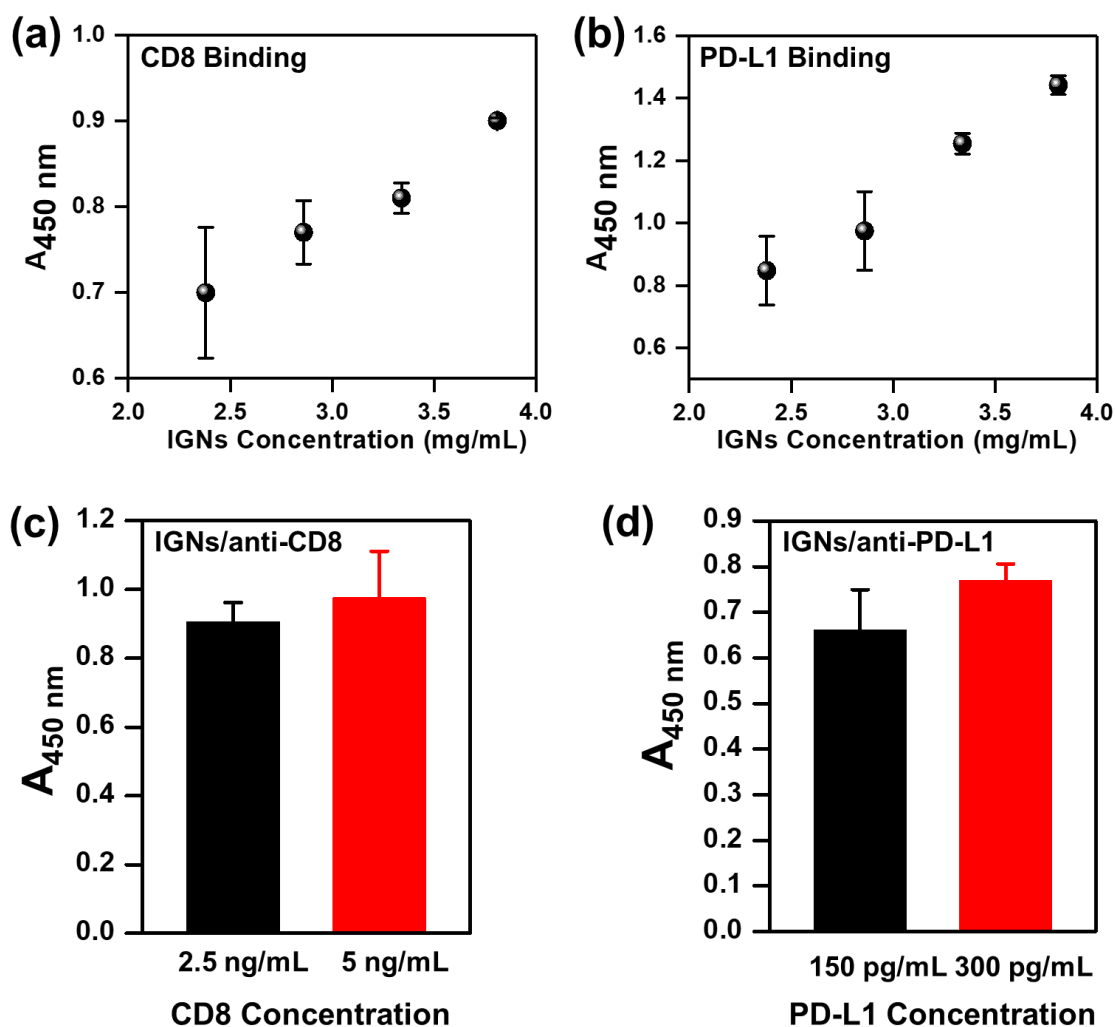 (a)
CD8 Binding
1.0
0.9
0.8
0.7
0.6
A450 nm
2.0 2.5 3.0 3.5 4.0
IGNs Concentration (mg/mL)
(b)
PD-L1 Binding
1.6
1.4
1.2
1.0
0.8
0.6
A450 nm
2.0 2.5 3.0 3.5 4.0
IGNs Concentration (mg/mL)
(c)
IGNs/anti-CD8
1.2
1.0
0.8
0.6
0.4
0.2
0.0
A450 nm
2.5 ng/mL 5 ng/mL
CD8 Concentration
(d)
IGNs/anti-PD-L1
0.9
0.8
0.7
0.6
0.5
0.4
0.3
0.2
0.1
0.0
A450 nm
150 pg/mL 300 pg/mL
PD-L1 Concentration